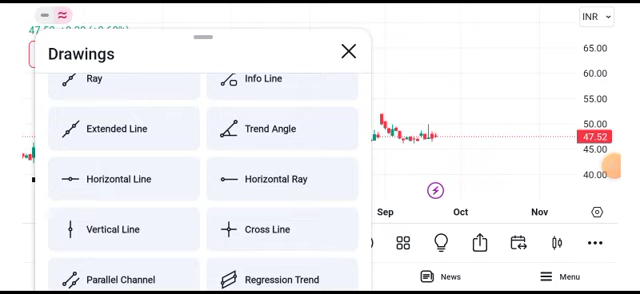 INR
Drawings
65.00
Ray
Info Line
60.00
55.00
Extended Line
Trend Angle
50.00
47.52
45.00
Horizontal Line
Horizontal Ray
40.00
Sep
Oct
Nov
Vertical Line
Cross Line
Parallel Channel
Regression Trend
News
Menu